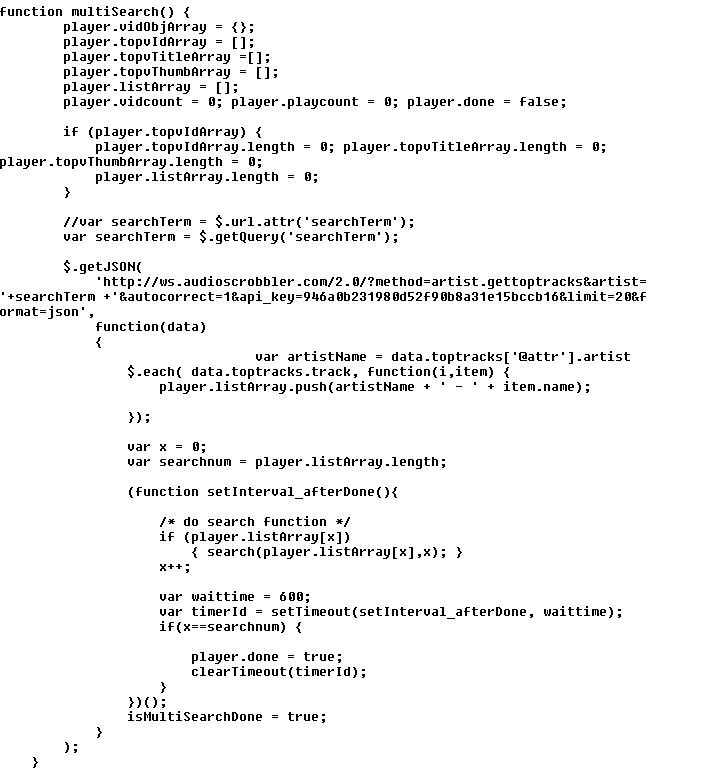 function multiSearch() {
        player.vidObjArray = {};
        player.topvIdArray = [];
        player.topvTitleArray =[];
        player.topvThumbArray = [];
        player.listArray = [];
        player.vidcount = 0; player.playcount = 0; player.done = false;

        if (player.topvIdArray) {
            player.topvIdArray.length = 0; player.topvTitleArray.length = 0;
player.topvThumbArray.length = 0;
            player.listArray.length = 0;
        }

        //var searchTerm = $.url.attr('searchTerm');
        var searchTerm = $.getQuery('searchTerm');

        $.getJSON(
            'http://ws.audioscrobbler.com/2.0/?method=artist.gettoptracks&artist=
'+searchTerm +'&autocorrect=1&api_key=946a0b231980d52f90b8a31e15bccb16&limit=20&f
ormat=json',
            function(data)
            {
                                var artistName = data.toptracks['@attr'].artist
                $.each( data.toptracks.track, function(i,item) {
                    player.listArray.push(artistName + ' - ' + item.name);

                });

                var x = 0;
                var searchnum = player.listArray.length;

                (function setInterval_afterDone(){

                    /* do search function */
                    if (player.listArray[x])
                        { search(player.listArray[x],x); }
                    x++;

                    var waittime = 600;
                    var timerId = setTimeout(setInterval_afterDone, waittime);
                    if(x==searchnum) {

                        player.done = true;
                        clearTimeout(timerId);
                    }
                })();
                isMultiSearchDone = true;
            }
        );
    }